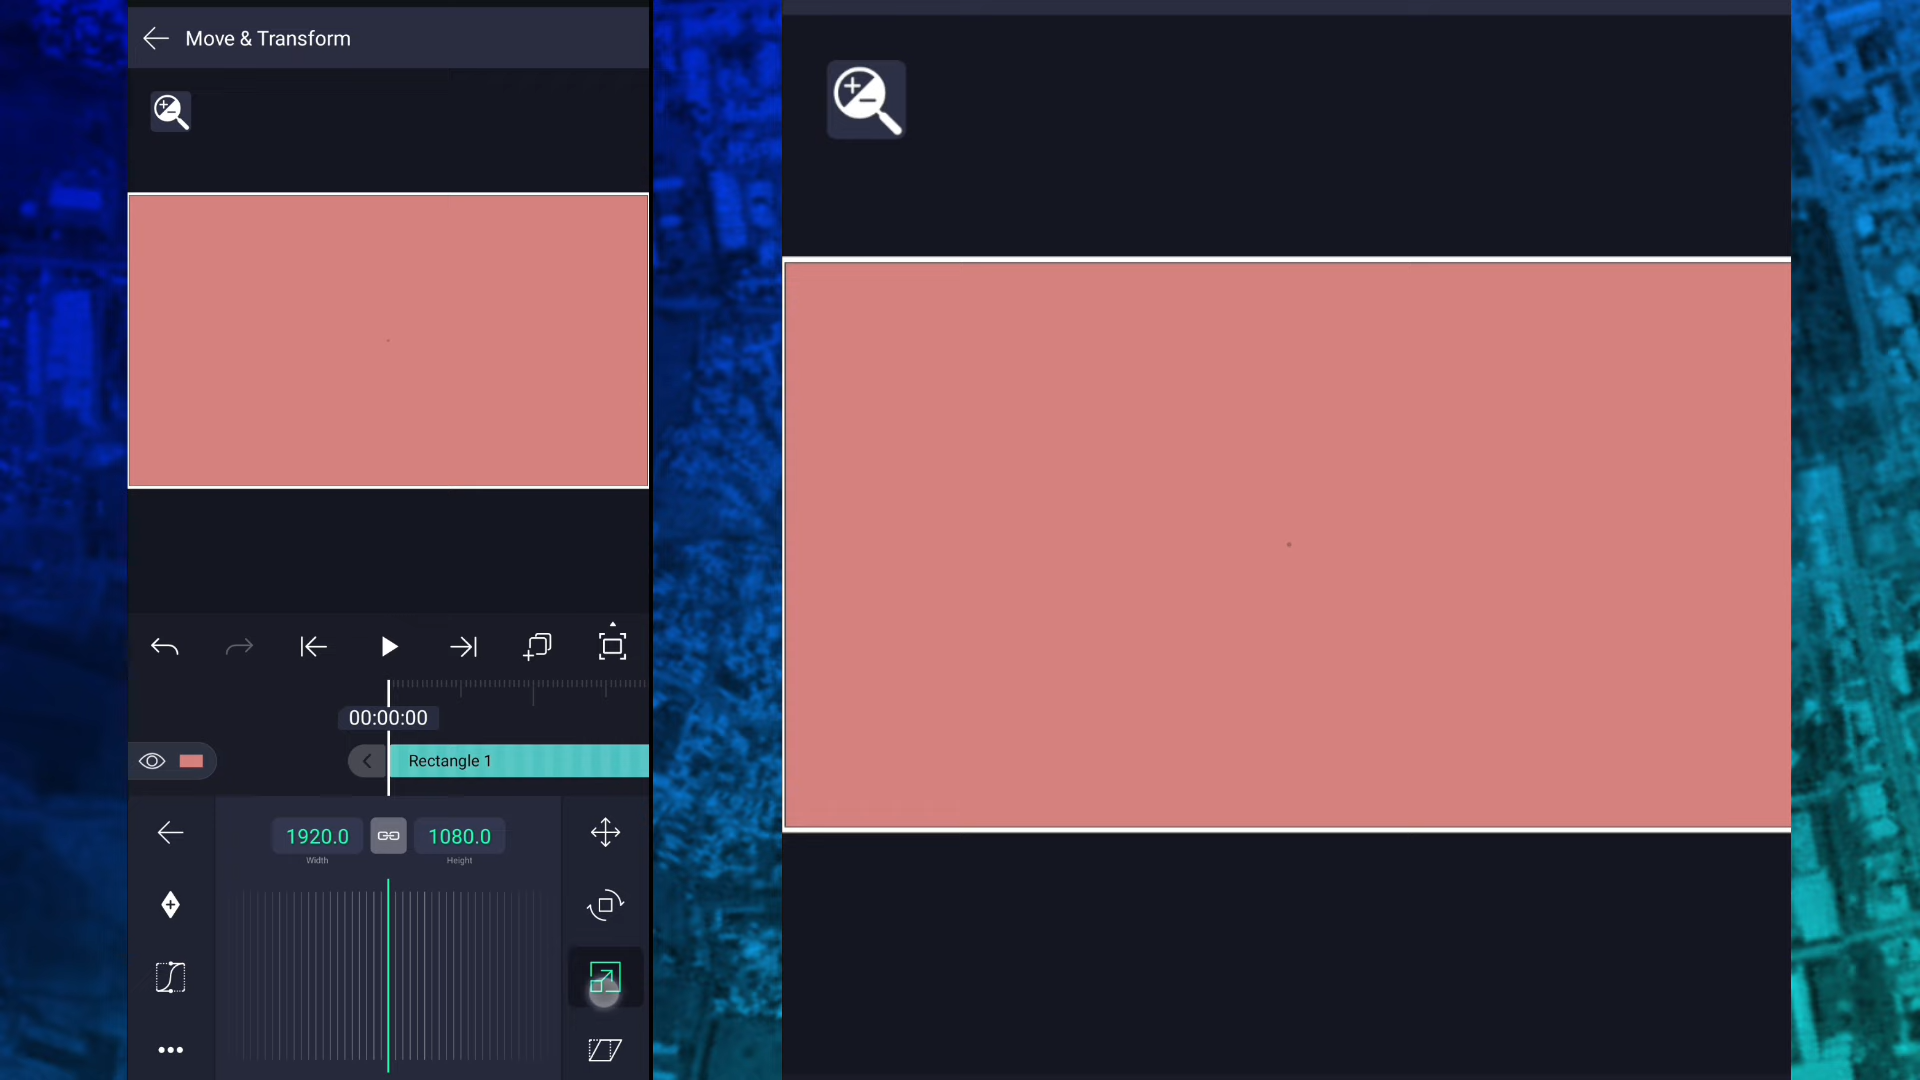 Move & Transform
00:00:00
Rectangle 1
1920.0
1080.0
Width
Height